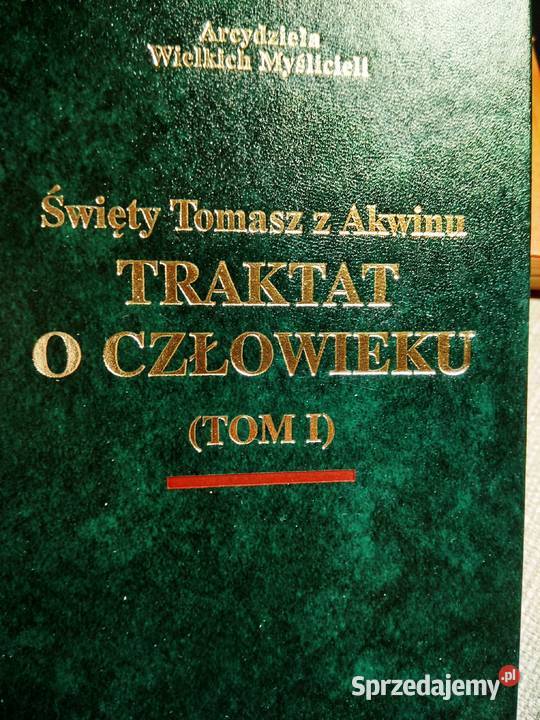 Arcydzieła
Wielkich Myślicieli
Święty Tomasz z Akwinu
TRAKTAT
O CZŁOWIEKU
(TOM I)
Sprzedajemy.pl